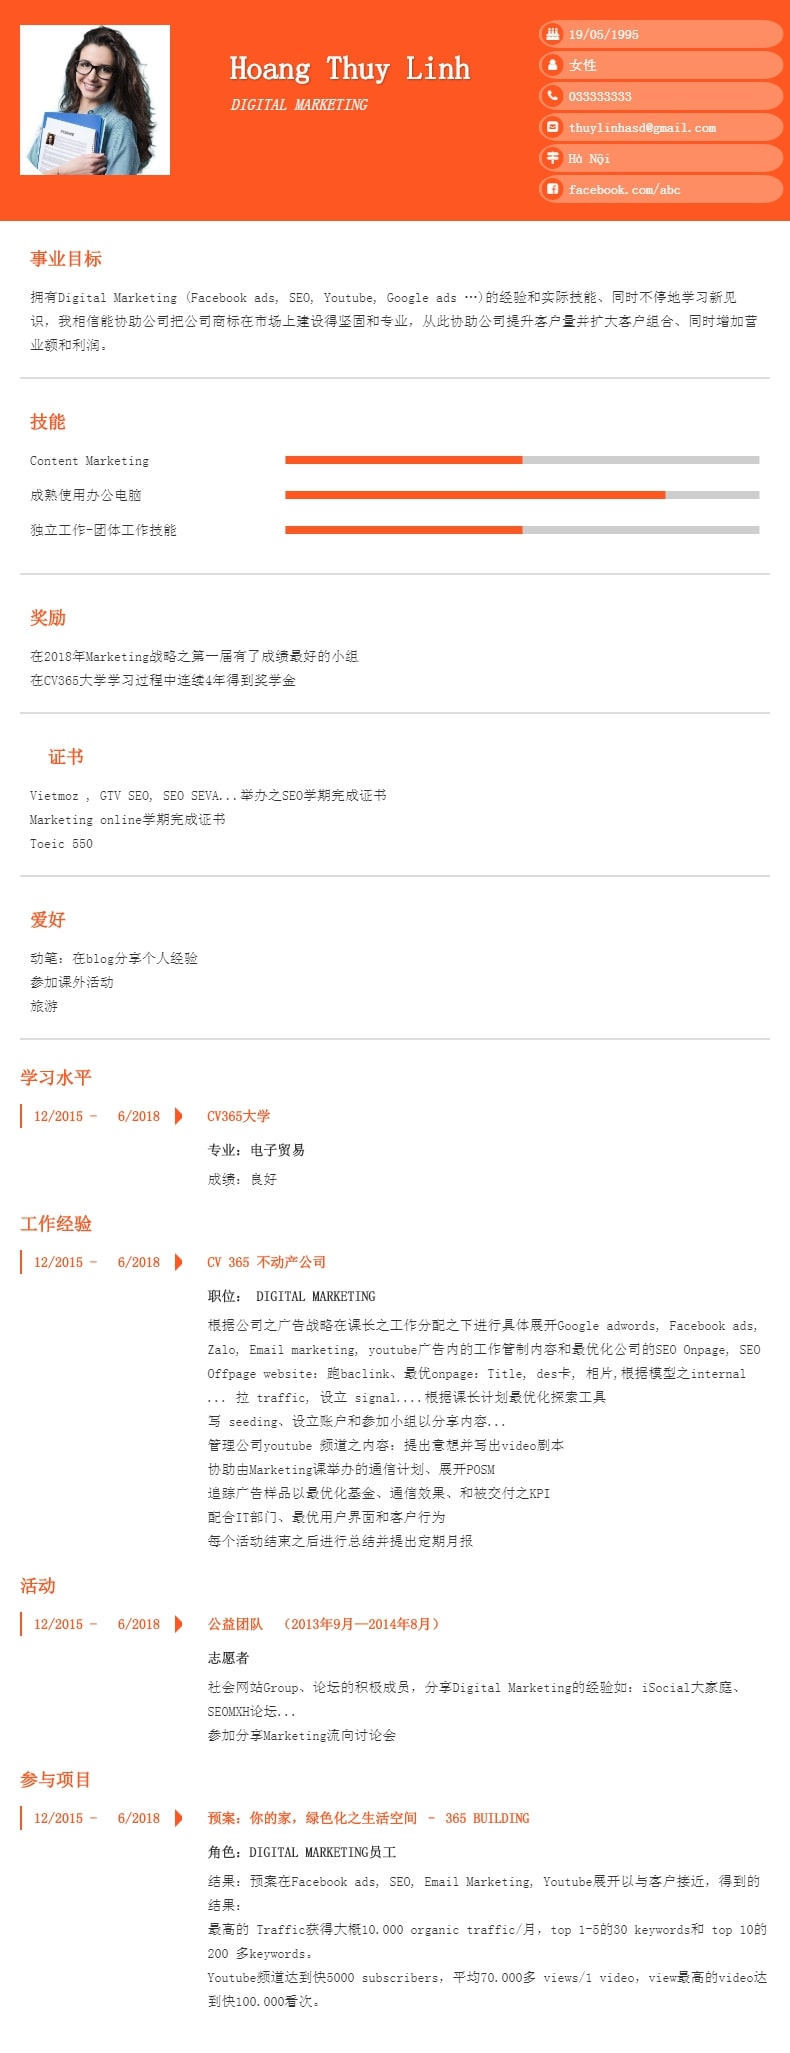 Hoang Thuy Linh
DIGITAL MARKETING
19/05/1995
女性
033333333
thuylinhasd@gmail.com
Hà Nội
facebook.com/abc
事业目标
拥有Digital Marketing (Facebook ads, SEO, Youtube, Google ads …)的经验和实际技能、同时不停地学习新见
识，我相信能协助公司把公司商标在市场上建设得坚固和专业，从此协助公司提升客户量并扩大客户组合、同时增加营
业额和利润。
技能
Content Marketing
成熟使用办公电脑
独立工作-团体工作技能
奖励
在2018年Marketing战略之第一届有了成绩最好的小组
在CV365大学学习过程中连续4年得到奖学金
证书
Vietmoz , GTV SEO, SEO SEVA...举办之SEO学期完成证书
Marketing online学期完成证书
Toeic 550
爱好
动笔：在blog分享个人经验
参加课外活动
旅游
学习水平
12/2015 - 6/2018 CV365大学
专业：电子贸易
成绩：良好
工作经验
12/2015 - 6/2018 CV 365 不动产公司
职位： DIGITAL MARKETING
根据公司之广告战略在课长之工作分配之下进行具体展开Google adwords, Facebook ads,
Zalo, Email marketing, youtube广告内的工作管制内容和最优化公司的SEO Onpage, SEO
Offpage website：跑baclink、最优onpage：Title, des卡, 相片,根据模型之internal
... 拉 traffic, 设立 signal....根据课长计划最优化探索工具
写 seeding、设立账户和参加小组以分享内容...
管理公司youtube 频道之内容：提出意想并写出video剧本
协助由Marketing课举办的通信计划、展开POSM
追踪广告样品以最优化基金、通信效果、和被交付之KPI
配合IT部门、最优用户界面和客户行为
每个活动结束之后进行总结并提出定期月报
活动
12/2015 - 6/2018 公益团队 （2013年9月—2014年8月）
志愿者
社会网站Group、论坛的积极成员，分享Digital Marketing的经验如：iSocial大家庭、
SEOMXH论坛...
参加分享Marketing流向讨论会
参与项目
12/2015 - 6/2018 预案：你的家，绿色化之生活空间 - 365 BUILDING
角色：DIGITAL MARKETING员工
结果：预案在Facebook ads, SEO, Email Marketing, Youtube展开以与客户接近，得到的
结果：
最高的 Traffic获得大概10.000 organic traffic/月，top 1-5的30 keywords和 top 10的
200 多keywords。
Youtube频道达到快5000 subscribers，平均70.000多 views/1 video，view最高的video达
到快100.000看次。